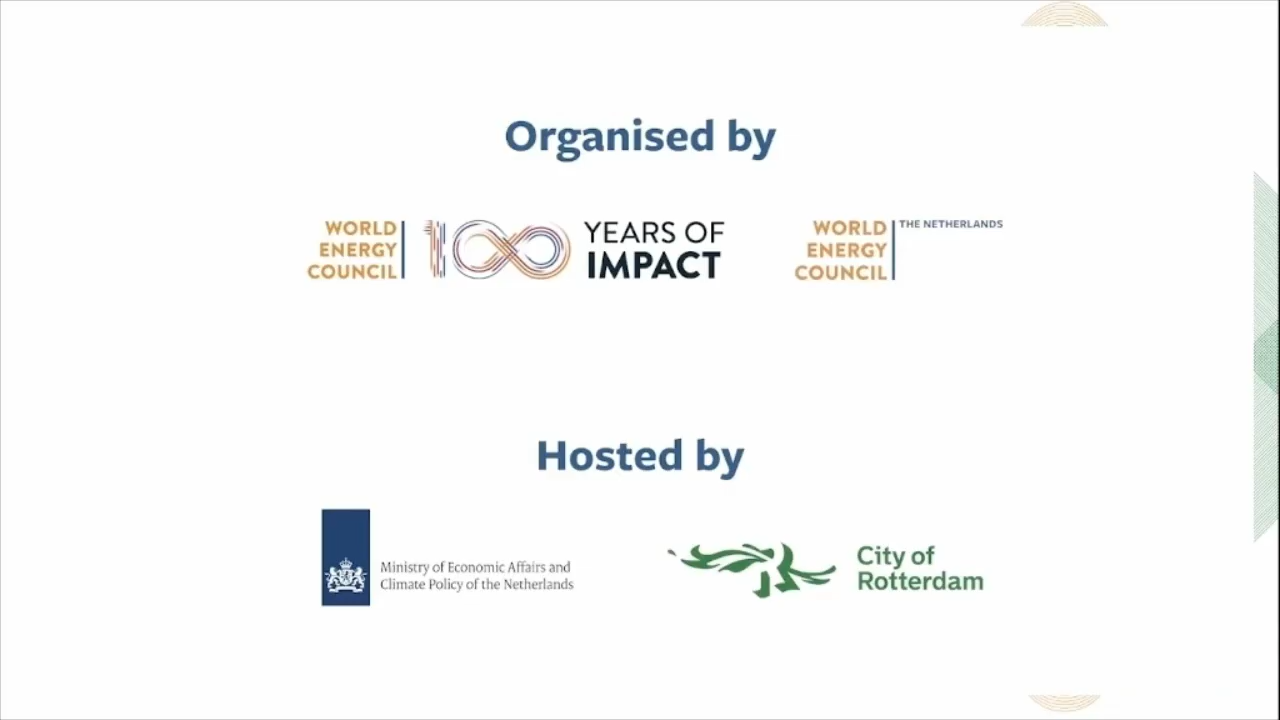 Organised by
WORLD
ENERGY
COUNCIL
100
YEARS OF
IMPACT
WORLD
ENERGY
COUNCIL
THE NETHERLANDS
Hosted by
Ministry of Economic Affairs and
Climate Policy of the Netherlands
City of
Rotterdam